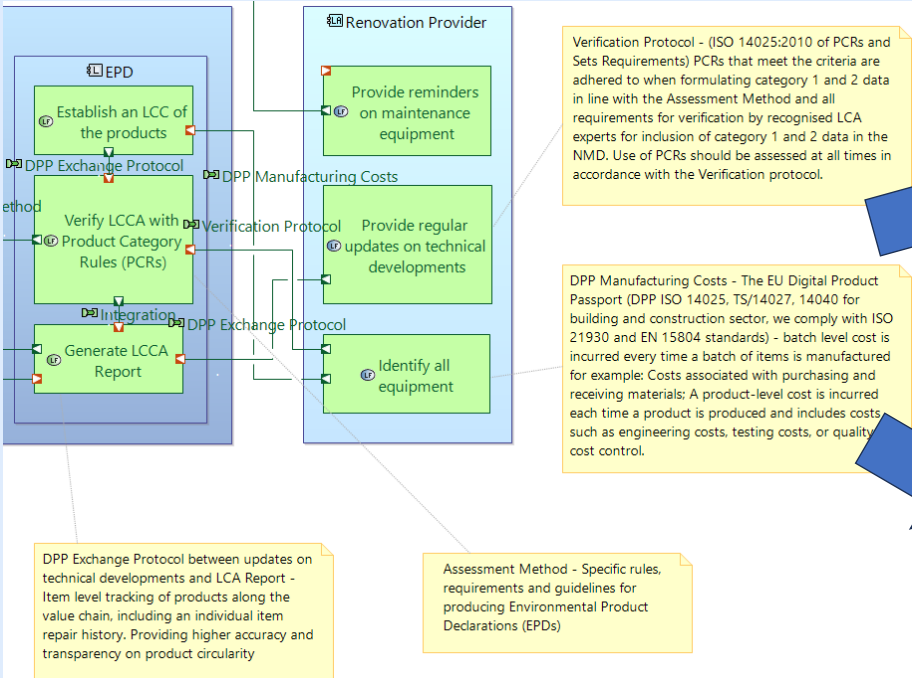 EPD
Establish an LCC of
the products
DPP Exchange Protocol
DPP Manufacturing Costs
ethod
Verify LCCA with
Product Category
Rules (PCRs)
Verification Protocol
Integration
DPP Exchange Protocol
Generate LCCA
Report
Renovation Provider
Provide reminders
on maintenance
equipment
Provide regular
updates on technical
developments
Identify all
equipment
Verification Protocol - (ISO 14025:2010 of PCRs and
Sets Requirements) PCRs that meet the criteria are
adhered to when formulating category 1 and 2 data
in line with the Assessment Method and all
requirements for verification by recognised LCA
experts for inclusion of category 1 and 2 data in the
NMD. Use of PCRs should be assessed at all times in
accordance with the Verification protocol.
DPP Manufacturing Costs - The EU Digital Product
Passport (DPP ISO 14025, TS/14027, 14040 for
building and construction sector, we comply with ISO
21930 and EN 15804 standards) - batch level cost is
incurred every time a batch of items is manufactured
for example: Costs associated with purchasing and
receiving materials; A product-level cost is incurred
each time a product is produced and includes costs
such as engineering costs, testing costs, or quality
cost control.
DPP Exchange Protocol between updates on
technical developments and LCA Report -
Item level tracking of products along the
value chain, including an individual item
repair history. Providing higher accuracy and
transparency on product circularity
Assessment Method - Specific rules,
requirements and guidelines for
producing Environmental Product
Declarations (EPDs)